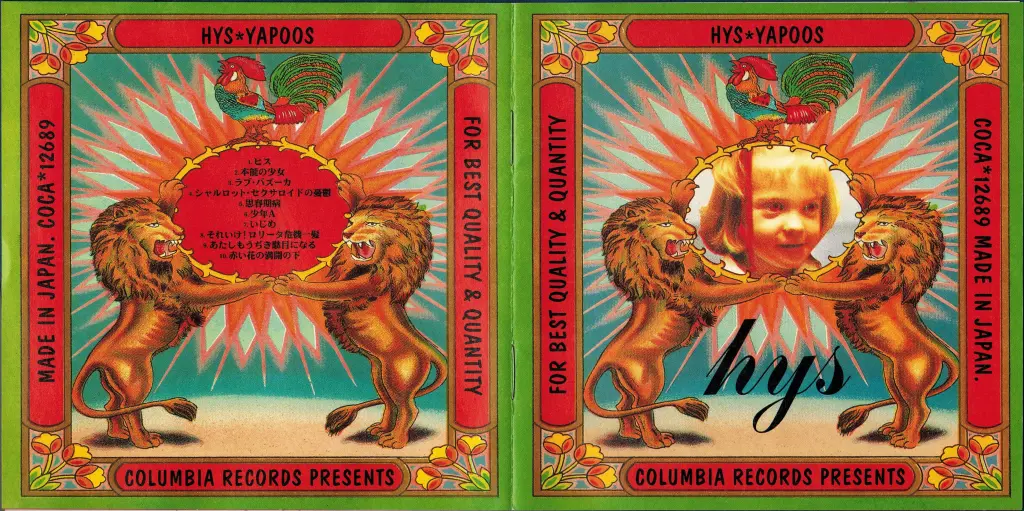 HYS*YAPOOS
MADE IN JAPAN. COCA*12689
1. ヒス
2. 本能の少女
3. ラブ・バズーカ
4. シャルロット・セクサロイドの憂鬱
5. 思春期病
6. 少年A
7. いじめ
8. それいけ!ロリータ危機一髪
9. あたしもうぢき駄目になる
10. 赤い花の満開の下
FOR BEST QUALITY & QUANTITY
COLUMBIA RECORDS PRESENTS
HYS*YAPOOS
FOR BEST QUALITY & QUANTITY
hys
COCA*12689 MADE IN JAPAN.
COLUMBIA RECORDS PRESENTS